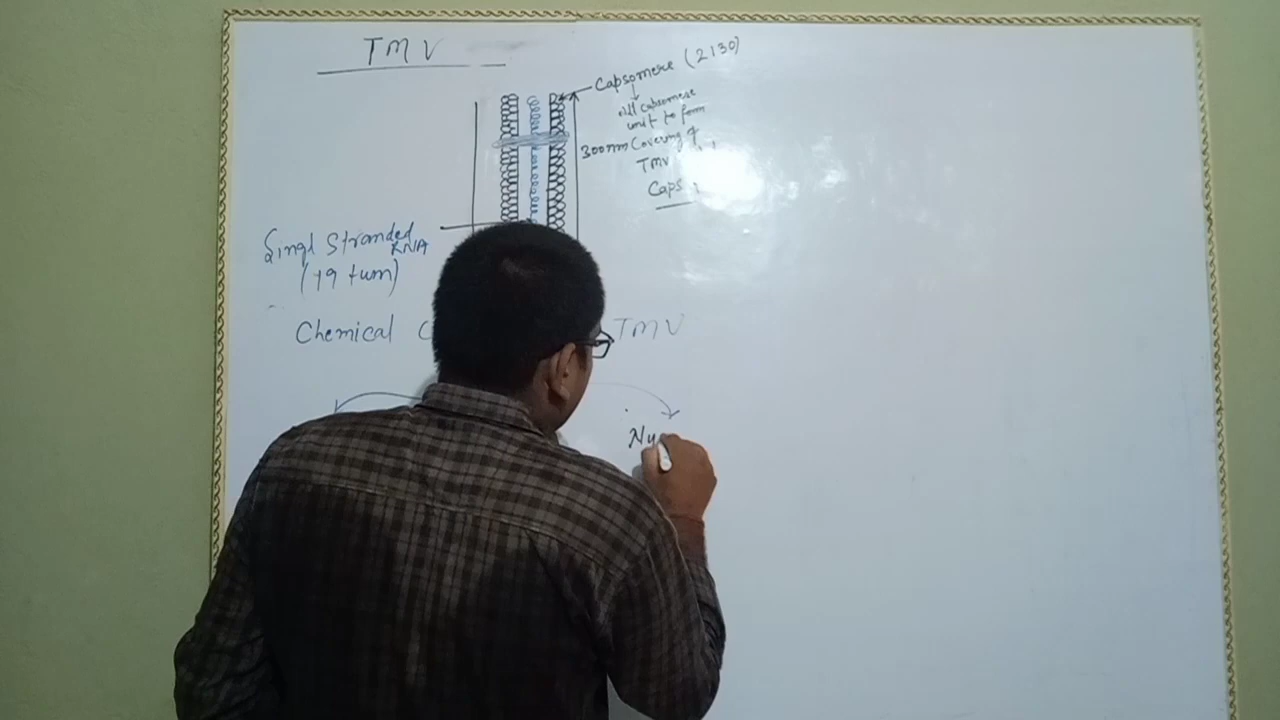 TMV
Capsomere (2130)
all capsomere
unit to form
300nm Covering of
TMV
Caps
Singl Stranded
RNA
(49 turn)
Chemical C
TMV
Nu